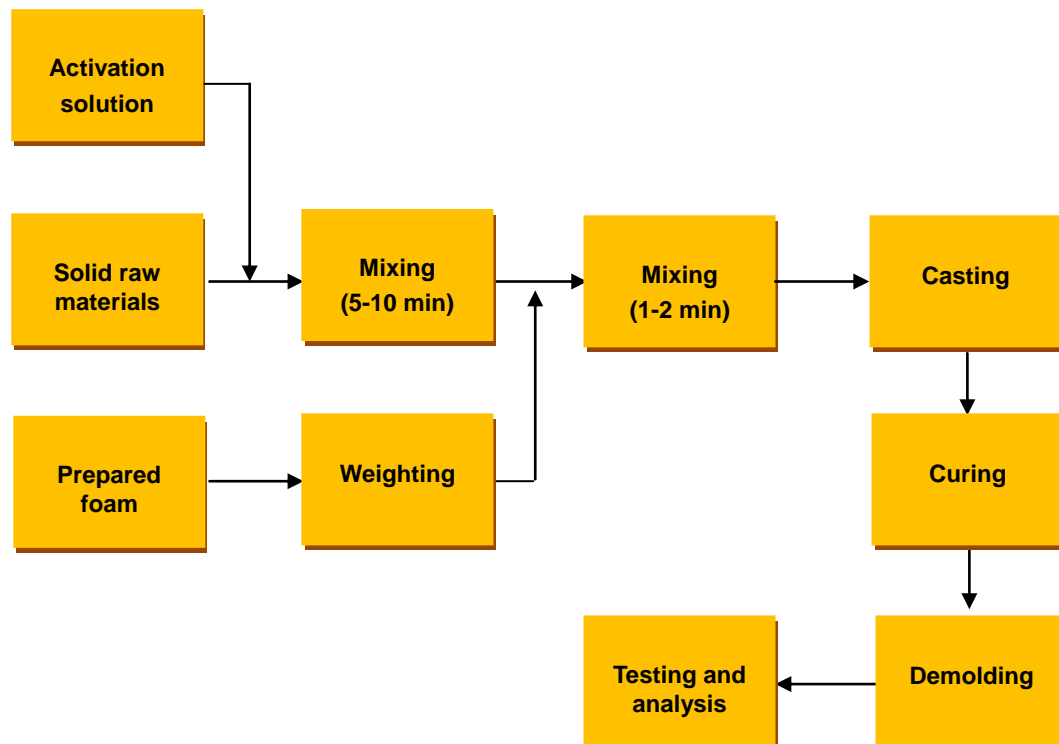 Activation
solution
Solid raw
materials
Mixing
(5-10 min)
Mixing
(1-2 min)
Casting
Prepared
foam
Weighting
Curing
Testing and
analysis
Demolding